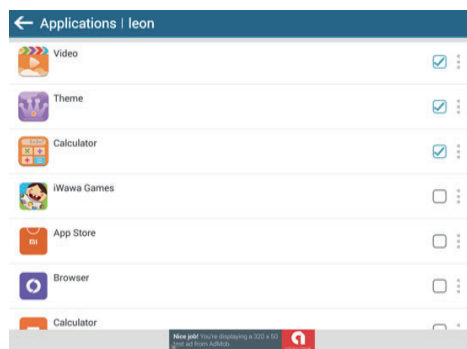 Applications | leon
Video
Theme
Calculator
iWawa Games
App Store
mi
Browser
Calculator
Nice job! You're displaying a 320 x 50
test ad from AdMob.